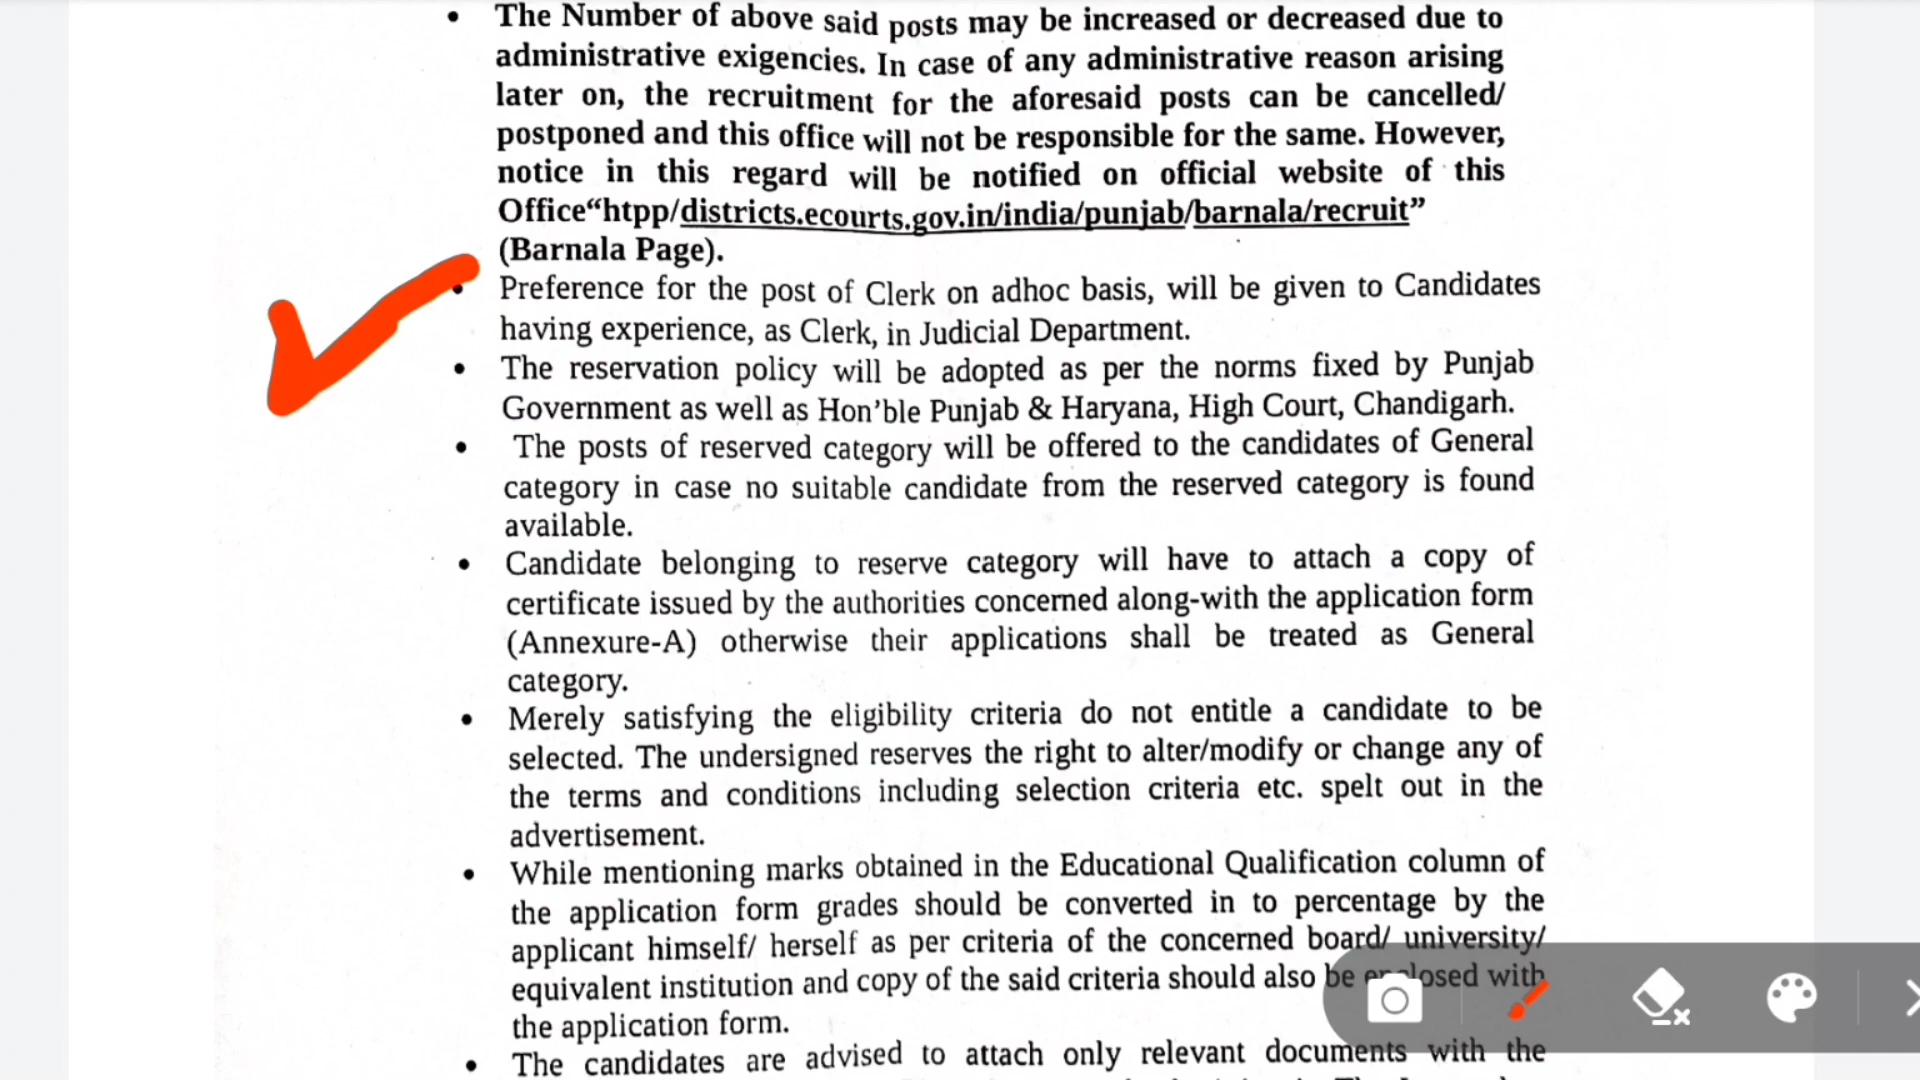 • The Number of above said posts may be increased or decreased due to
administrative exigencies. In case of any administrative reason arising
later on, the recruitment for the aforesaid posts can be cancelled/
postponed and this office will not be responsible for the same. However,
notice in this regard will be notified on official website of this
Office“htpp/districts.ecourts.gov.in/india/punjab/barnala/recruit”
(Barnala Page).
• Preference for the post of Clerk on adhoc basis, will be given to Candidates
having experience, as Clerk, in Judicial Department.
• The reservation policy will be adopted as per the norms fixed by Punjab
Government as well as Hon’ble Punjab & Haryana, High Court, Chandigarh.
• The posts of reserved category will be offered to the candidates of General
category in case no suitable candidate from the reserved category is found
available.
• Candidate belonging to reserve category will have to attach a copy of
certificate issued by the authorities concerned along-with the application form
(Annexure-A) otherwise their applications shall be treated as General
category.
• Merely satisfying the eligibility criteria do not entitle a candidate to be
selected. The undersigned reserves the right to alter/modify or change any of
the terms and conditions including selection criteria etc. spelt out in the
advertisement.
• While mentioning marks obtained in the Educational Qualification column of
the application form grades should be converted in to percentage by the
applicant himself/ herself as per criteria of the concerned board/ university/
equivalent institution and copy of the said criteria should also be enclosed with
the application form.
• The candidates are advised to attach only relevant documents with the